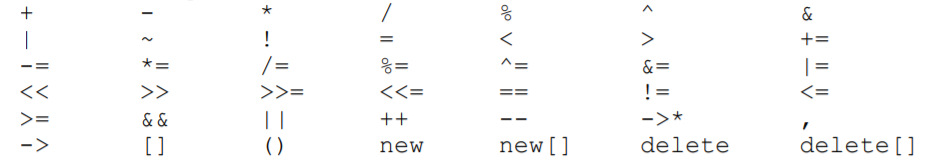 + - * / % ^ &
| ~ ! = < > +=
-= *= /= %= ^= &= |=
<< >> >>= <<= == != <=
>= && || ++ -- ->* ,
-> [] () new new[] delete delete[]